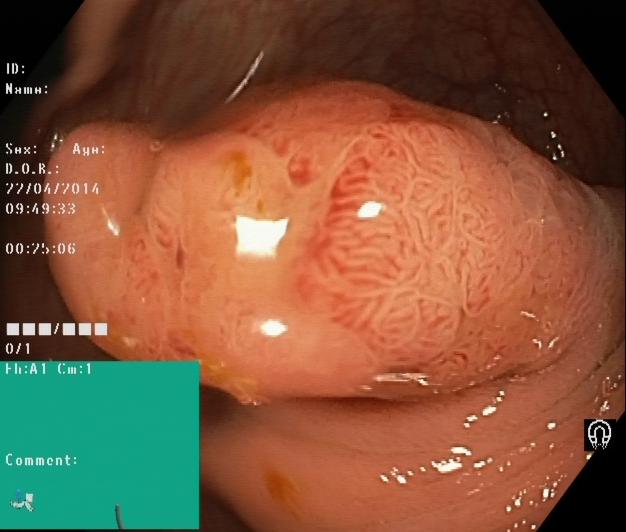 ID:
Name:
Sex: Age:
D.O.B.:
22/04/2014
09:49:33
00:25:06
■■■/■■■
0/1
Eh:A1 Cm:1
Comment: